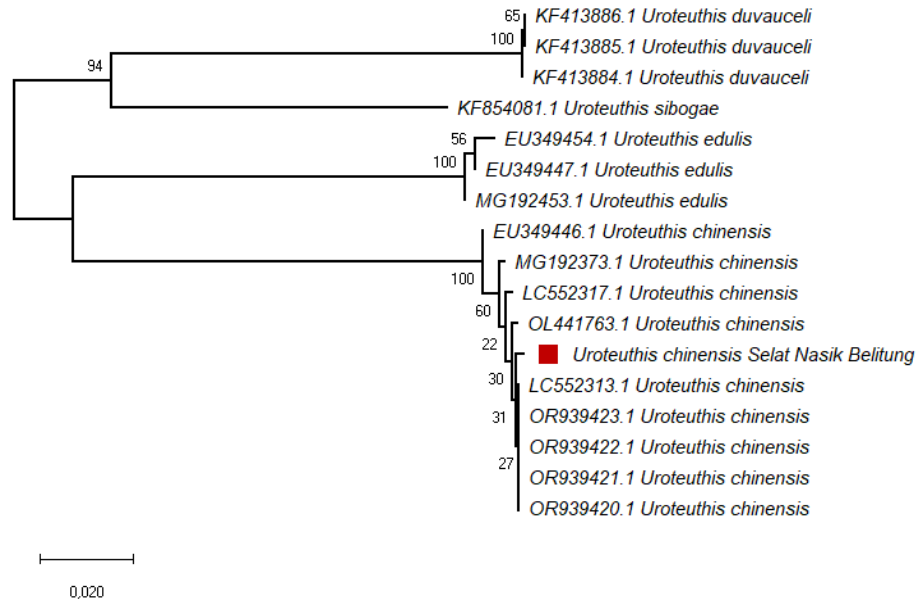 65
KF413886.1 Uroteuthis duvauceli
100
KF413885.1 Uroteuthis duvauceli
94
KF413884.1 Uroteuthis duvauceli
KF854081.1 Uroteuthis sibogae
56
EU349454.1 Uroteuthis edulis
100
EU349447.1 Uroteuthis edulis
MG192453.1 Uroteuthis edulis
EU349446.1 Uroteuthis chinensis
100
MG192373.1 Uroteuthis chinensis
60
LC552317.1 Uroteuthis chinensis
22
OL441763.1 Uroteuthis chinensis
Uroteuthis chinensis Selat Nasik Belitung
30
LC552313.1 Uroteuthis chinensis
31
OR939423.1 Uroteuthis chinensis
OR939422.1 Uroteuthis chinensis
27
OR939421.1 Uroteuthis chinensis
OR939420.1 Uroteuthis chinensis
0,020